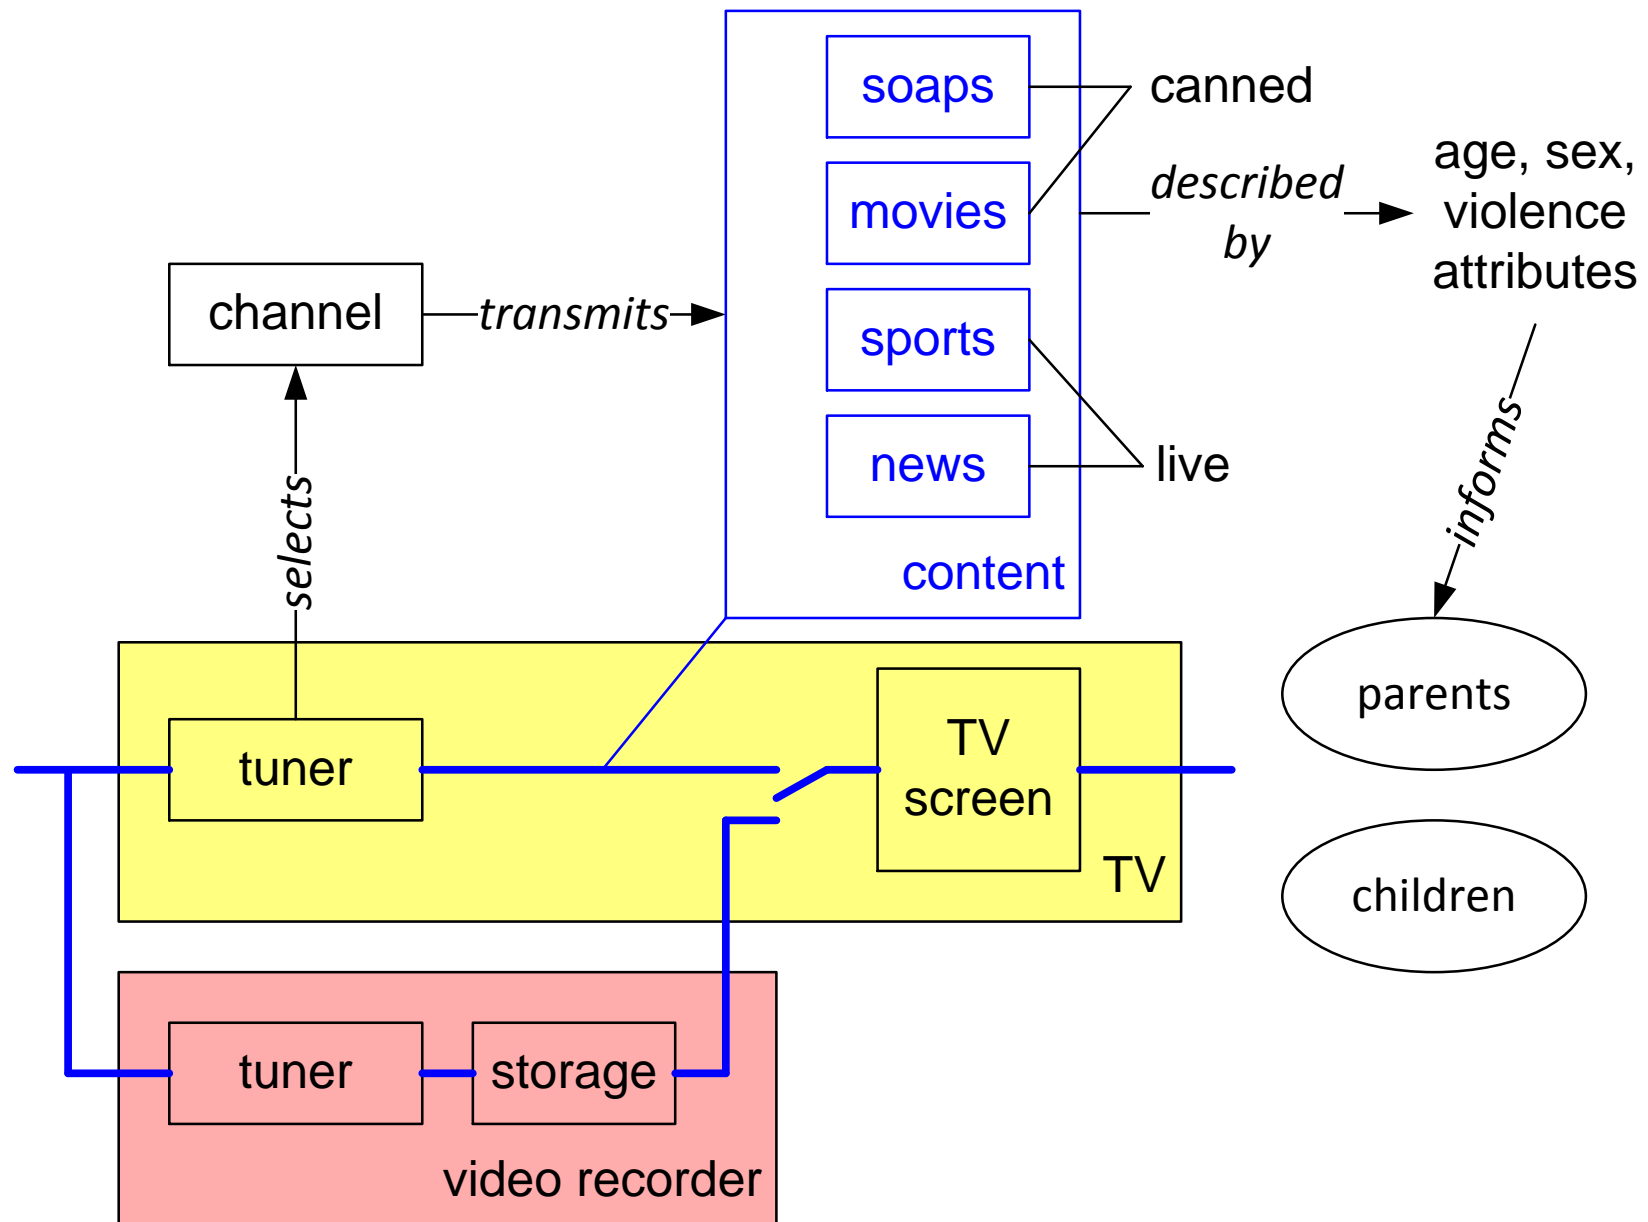 soaps
canned
movies
described
by
age, sex,
violence
attributes
channel
transmits
sports
news
live
content
selects
informs
tuner
TV
screen
TV
parents
children
tuner
storage
video recorder